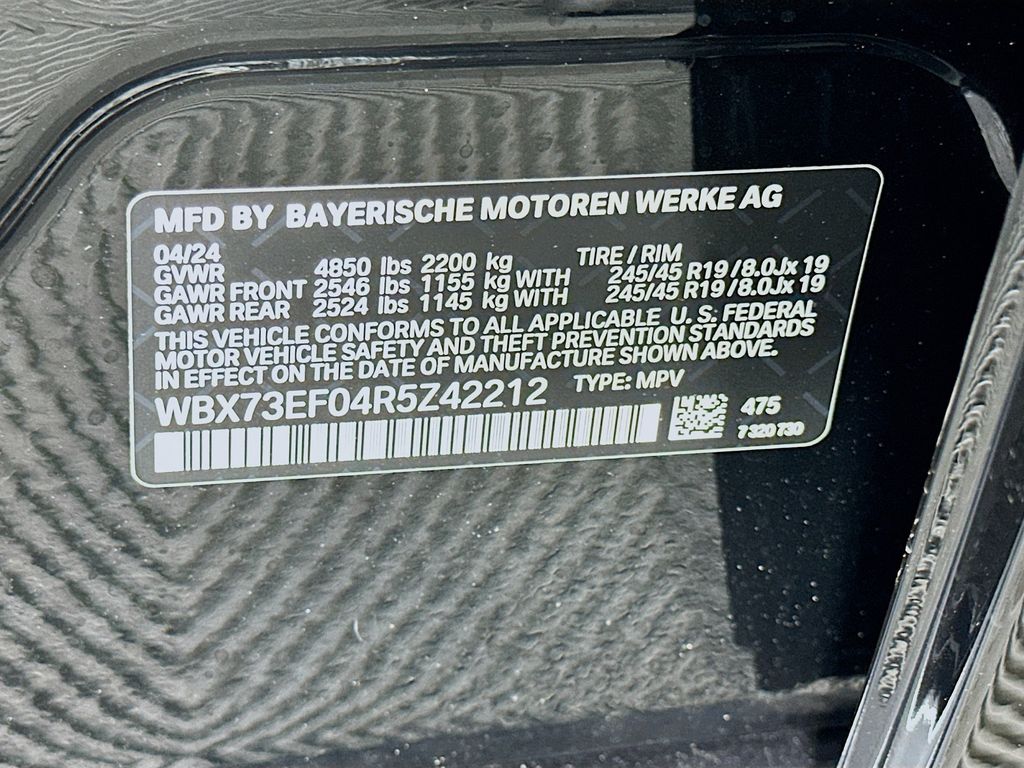 MFD BY BAYERISCHE MOTOREN WERKE AG
04/24 TIRE / RIM
GVWR 4850 lbs 2200 kg
GAWR FRONT 2546 lbs 1155 kg WITH 245/45 R19 / 8.0Jx 19
GAWR REAR 2524 lbs 1145 kg WITH 245/45 R19 / 8.0Jx 19
THIS VEHICLE CONFORMS TO ALL APPLICABLE U. S. FEDERAL
MOTOR VEHICLE SAFETY AND THEFT PREVENTION STANDARDS
IN EFFECT ON THE DATE OF MANUFACTURE SHOWN ABOVE.
WBX73EF04R5Z42212 TYPE: MPV
475
7 320 730